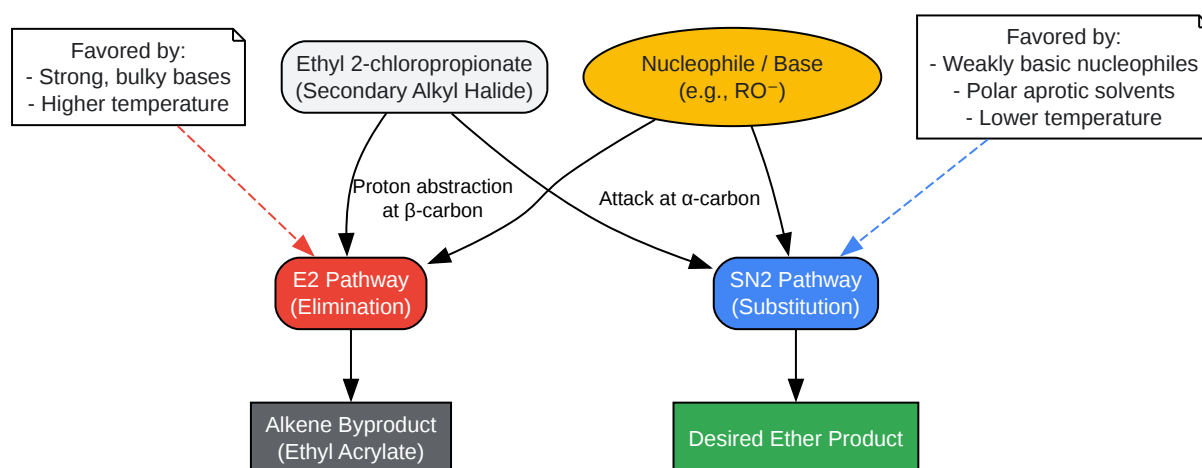 Favored by:
- Strong, bulky bases
- Higher temperature
Ethyl 2-chloropropionate
(Secondary Alkyl Halide)
Nucleophile / Base
(e.g., RO⁻)
Favored by:
- Weakly basic nucleophiles
- Polar aprotic solvents
- Lower temperature
Proton abstraction
at β-carbon
Attack at α-carbon
E2 Pathway
(Elimination)
SN2 Pathway
(Substitution)
Alkene Byproduct
(Ethyl Acrylate)
Desired Ether Product